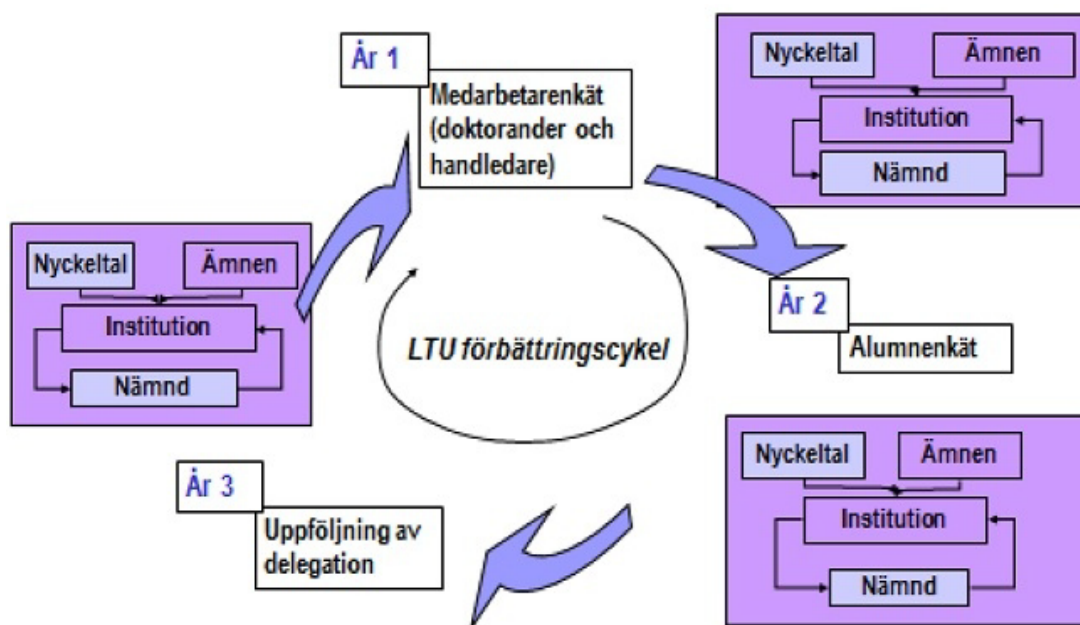 År 1
Medarbetarenkät
(doktorander och
handledare)
Nyckeltal
Ämnen
Institution
Nämnd
Nyckeltal
Ämnen
Institution
Nämnd
LTU förbättringscykel
År 2
Alumnenkät
År 3
Uppföljning av
delegation
Nyckeltal
Ämnen
Institution
Nämnd